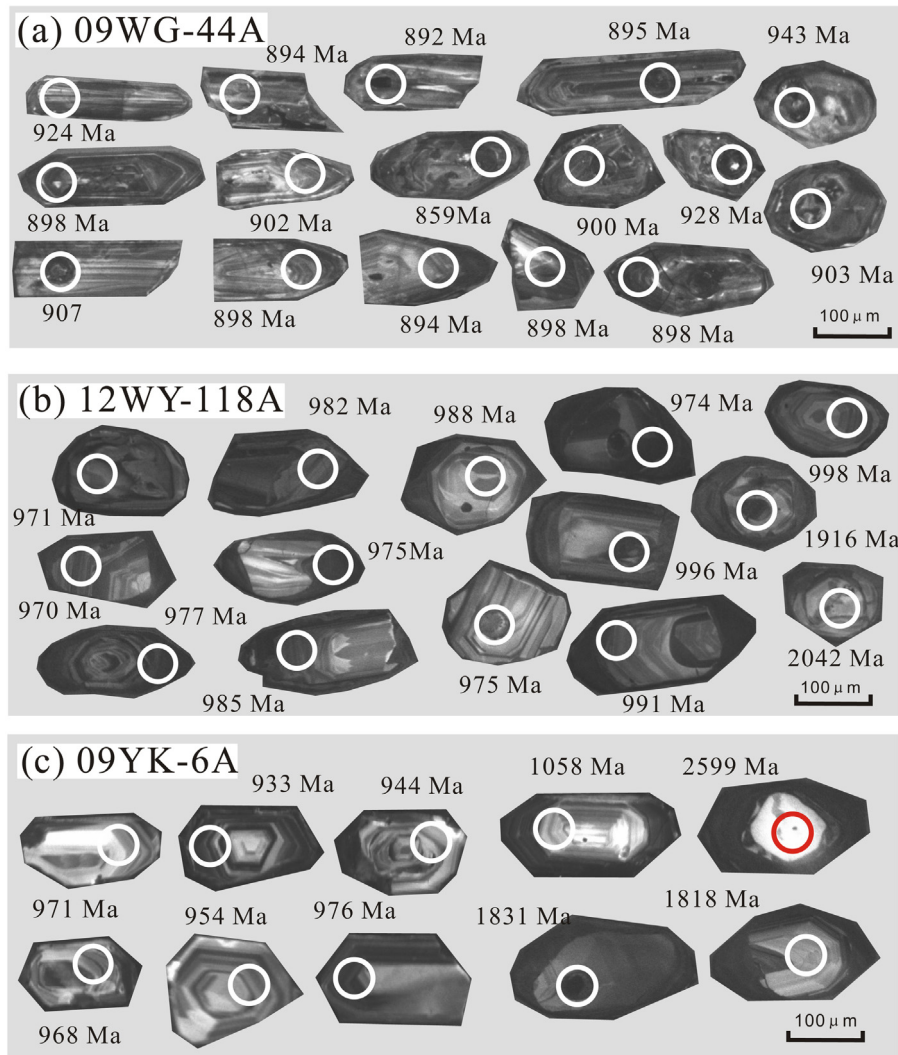 (a) 09WG-44A
894 Ma
892 Ma
895 Ma
943 Ma
924 Ma
898 Ma
902 Ma
859Ma
900 Ma
928 Ma
903 Ma
907
898 Ma
894 Ma
898 Ma
898 Ma
100 μm
(b) 12WY-118A
982 Ma
988 Ma
974 Ma
998 Ma
971 Ma
975Ma
1916 Ma
970 Ma
977 Ma
996 Ma
985 Ma
975 Ma
991 Ma
2042 Ma
100 μm
(c) 09YK-6A
933 Ma
944 Ma
1058 Ma
2599 Ma
971 Ma
954 Ma
976 Ma
1831 Ma
1818 Ma
968 Ma
100 μm